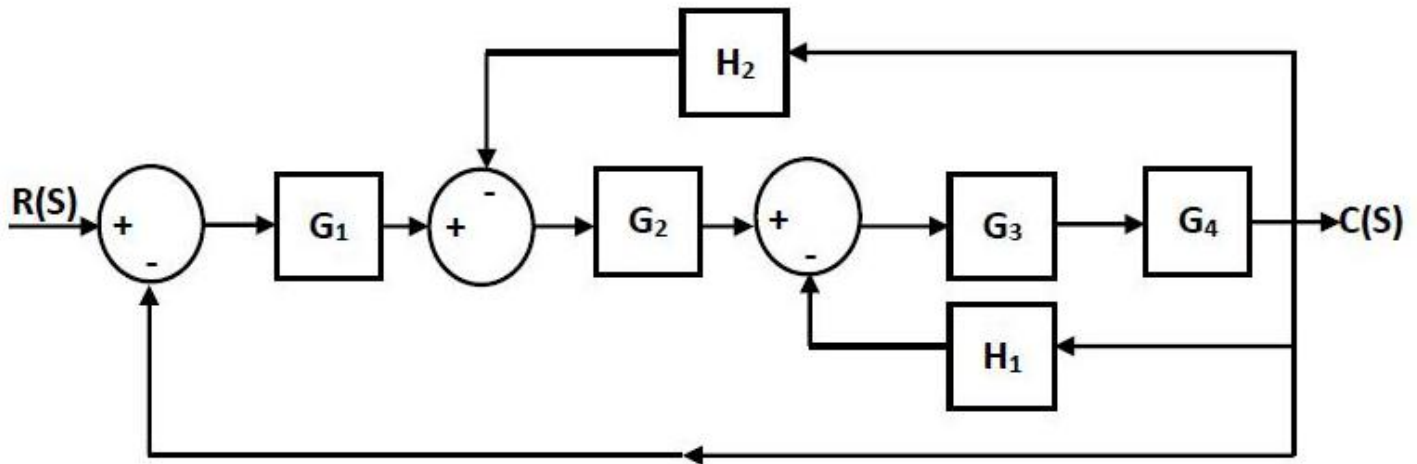 H₂
R(S)
+
-
G₁
-
+
G₂
+
-
G₃
G₄
C(S)
H₁